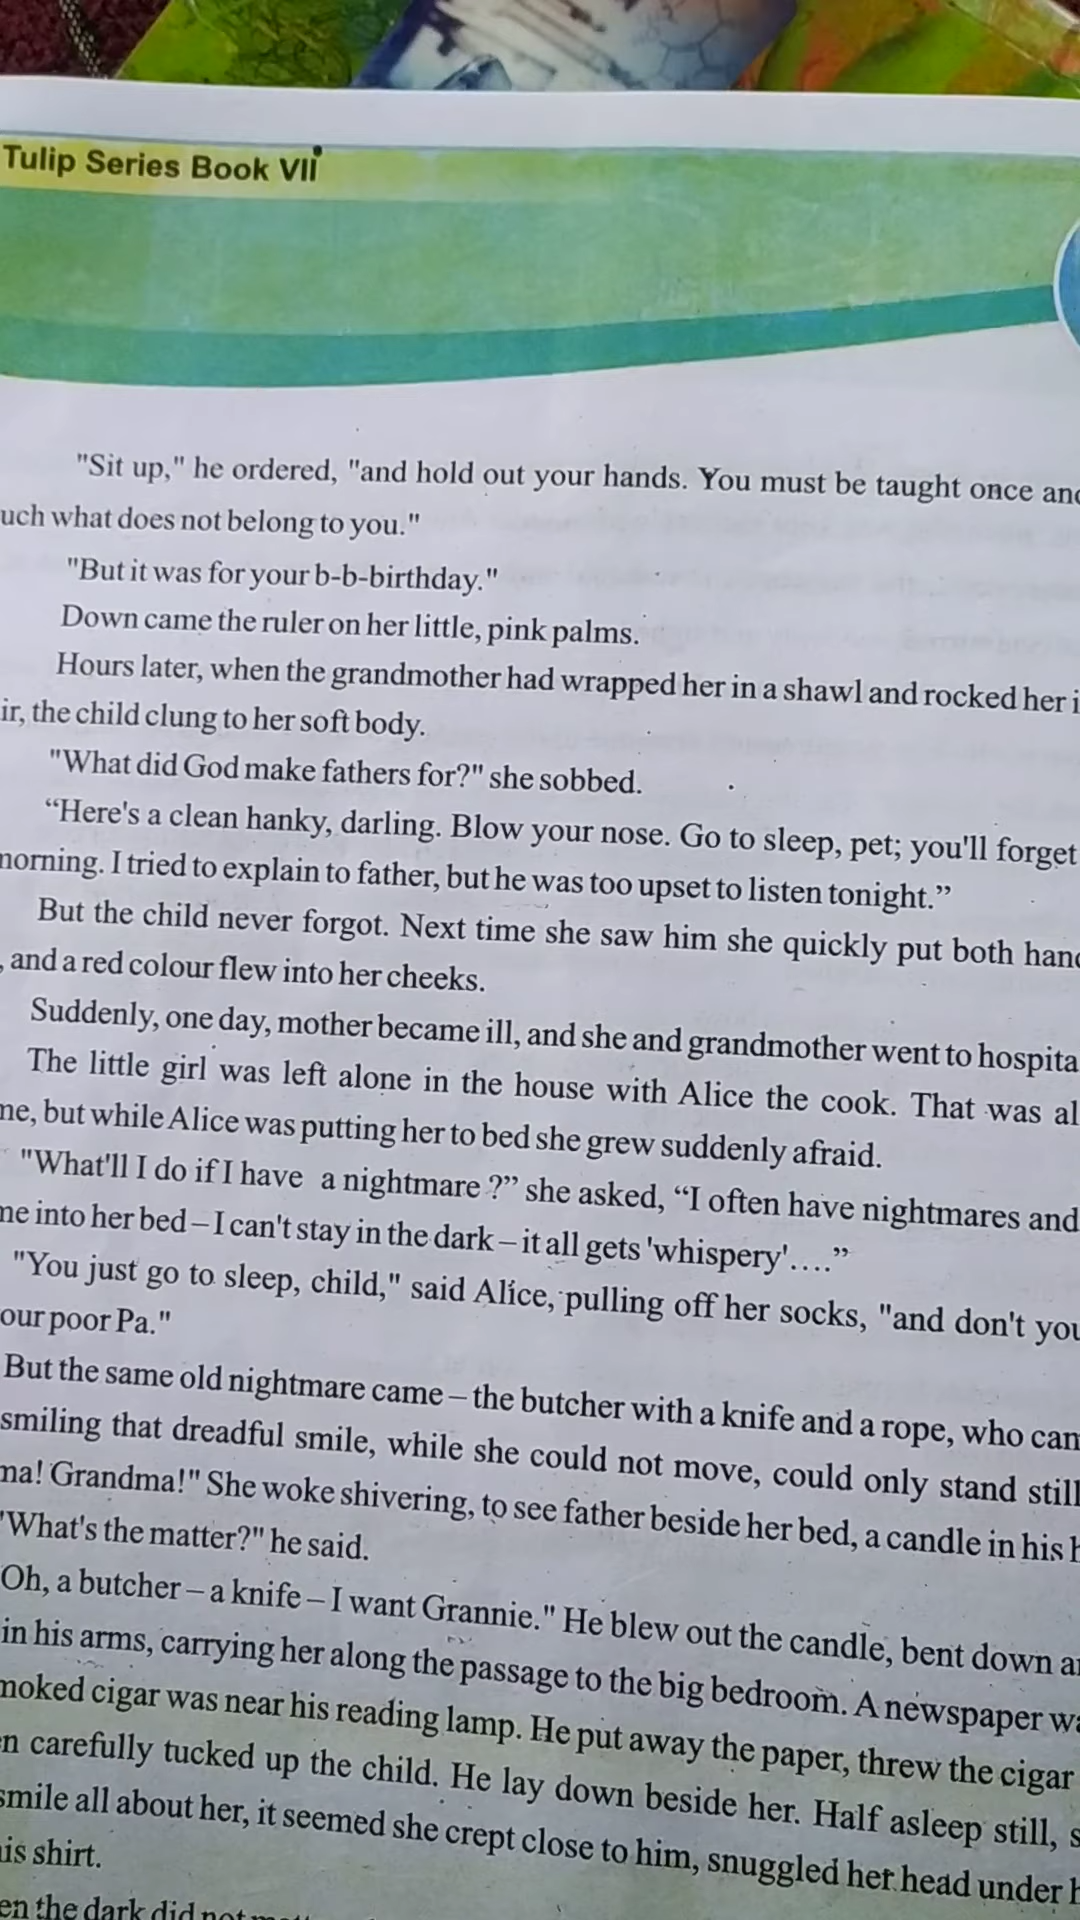 Tulip Series Book VII
"Sit up," he ordered, "and hold out your hands. You must be taught once
what does not belong to you."
"But it was for your b-b-birthday."
Down came the ruler on her little, pink palms.
Hours later, when the grandmother had wrapped her in a shawl and rocked her
the child clung to her soft body.
"What did God make fathers for?" she sobbed.
“Here's a clean hanky, darling. Blow your nose. Go to sleep, pet; you'll forget
I tried to explain to father, but he was too upset to listen tonight.”
But the child never forgot. Next time she saw him she quickly put both
, and a red colour flew into her cheeks.
Suddenly, one day, mother became ill, and she and grandmother went to
The little girl was left alone in the house with Alice the cook. That was
but while Alice was putting her to bed she grew suddenly afraid.
"What'll I do if I have a nightmare ?” she asked, “I often have nightmares and
into her bed – I can't stay in the dark – it all gets 'whispery'....”
"You just go to sleep, child," said Alice, pulling off her socks, "and don't
poor Pa."
But the same old nightmare came – the butcher with a knife and a rope, who
smiling that dreadful smile, while she could not move, could only stand still
Grandma!" She woke shivering, to see father beside her bed, a candle in his
"What's the matter?" he said.
Oh, a butcher – a knife – I want Grannie." He blew out the candle, bent down
in his arms, carrying her along the passage to the big bedroom. A newspaper
cigar was near his reading lamp. He put away the paper, threw the cigar
carefully tucked up the child. He lay down beside her. Half asleep still,
smile all about her, it seemed she crept close to him, snuggled her head under
shirt.
the dark did not